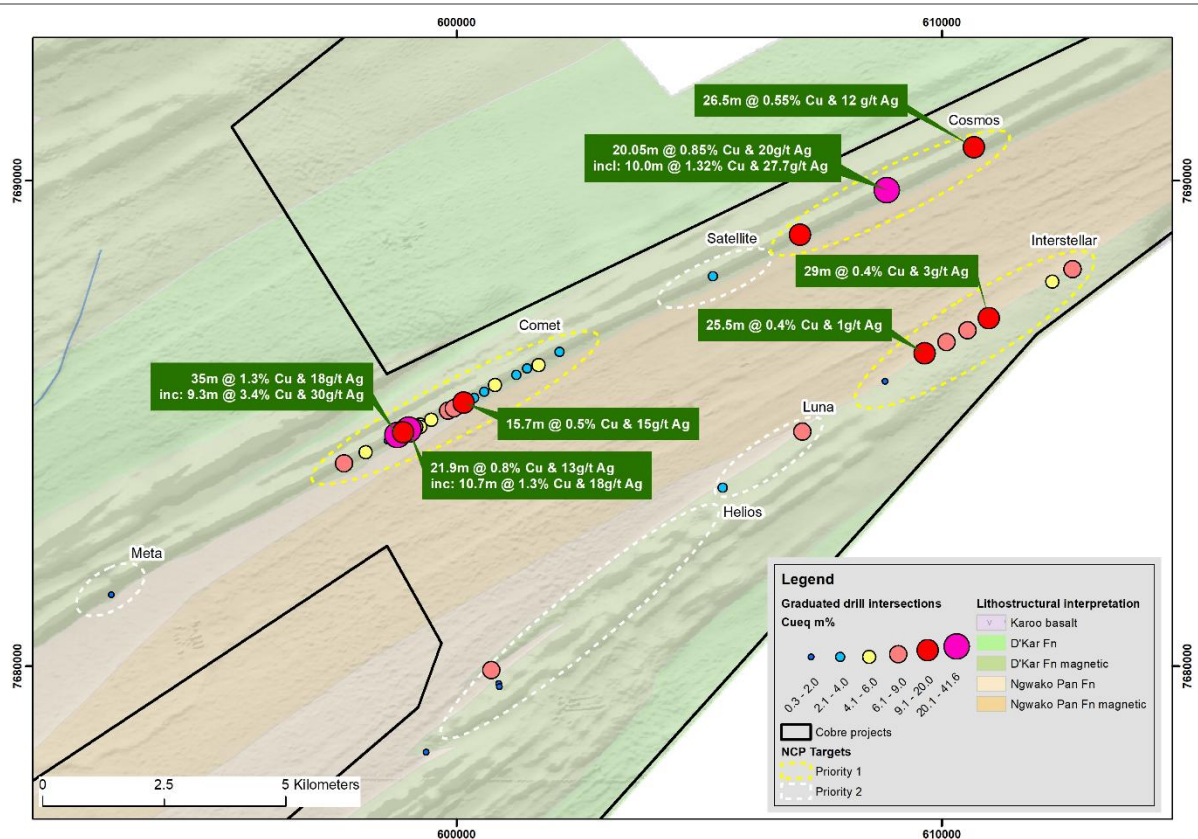 600000
610000
26.5m @ 0.55% Cu & 12 g/t Ag
Cosmos
20.05m @ 0.85% Cu & 20g/t Ag
incl: 10.0m @ 1.32% Cu & 27.7g/t Ag
7690000
7690000
Satellite
Interstellar
29m @ 0.4% Cu & 3g/t Ag
25.5m @ 0.4% Cu & 1g/t Ag
Comet
35m @ 1.3% Cu & 18g/t Ag
inc: 9.3m @ 3.4% Cu & 30g/t Ag
15.7m @ 0.5% Cu & 15g/t Ag
Luna
21.9m @ 0.8% Cu & 13g/t Ag
inc: 10.7m @ 1.3% Cu & 18g/t Ag
Helios
Meta
7680000
7680000
Legend
Graduated drill intersections
Cueq m%
0.3 - 2.0
2.1 - 4.0
4.1 - 6.0
6.1 - 9.0
9.1 - 20.0
20.1 - 41.6
Cobre projects
NCP Targets
Priority 1
Priority 2
Lithostructural interpretation
v Karoo basalt
D'Kar Fn
D'Kar Fn magnetic
Ngwako Pan Fn
Ngwako Pan Fn magnetic
0 2.5 5 Kilometers
600000
610000